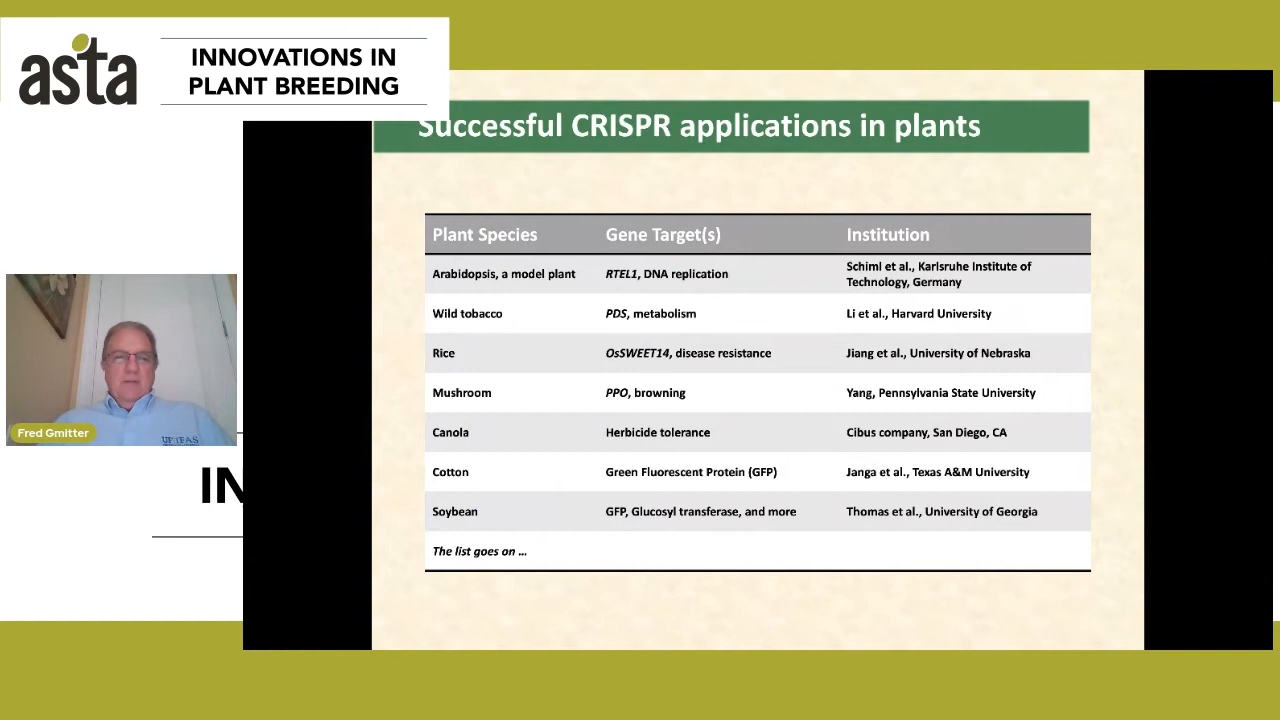 asta
INNOVATIONS IN
PLANT BREEDING
Successful CRISPR applications in plants
Plant Species Gene Target(s) Institution
Arabidopsis, a model plant RTEL1, DNA replication Schiml et al., Karlsruhe Institute of
Technology, Germany
Wild tobacco PDS, metabolism Li et al., Harvard University
Rice OsSWEET14, disease resistance Jiang et al., University of Nebraska
Mushroom PPO, browning Yang, Pennsylvania State University
Canola Herbicide tolerance Cibus company, San Diego, CA
Cotton Green Fluorescent Protein (GFP) Janga et al., Texas A&M University
Soybean GFP, Glucosyl transferase, and more Thomas et al., University of Georgia
The list goes on ...
Fred Gmitter
UF IFAS
IN